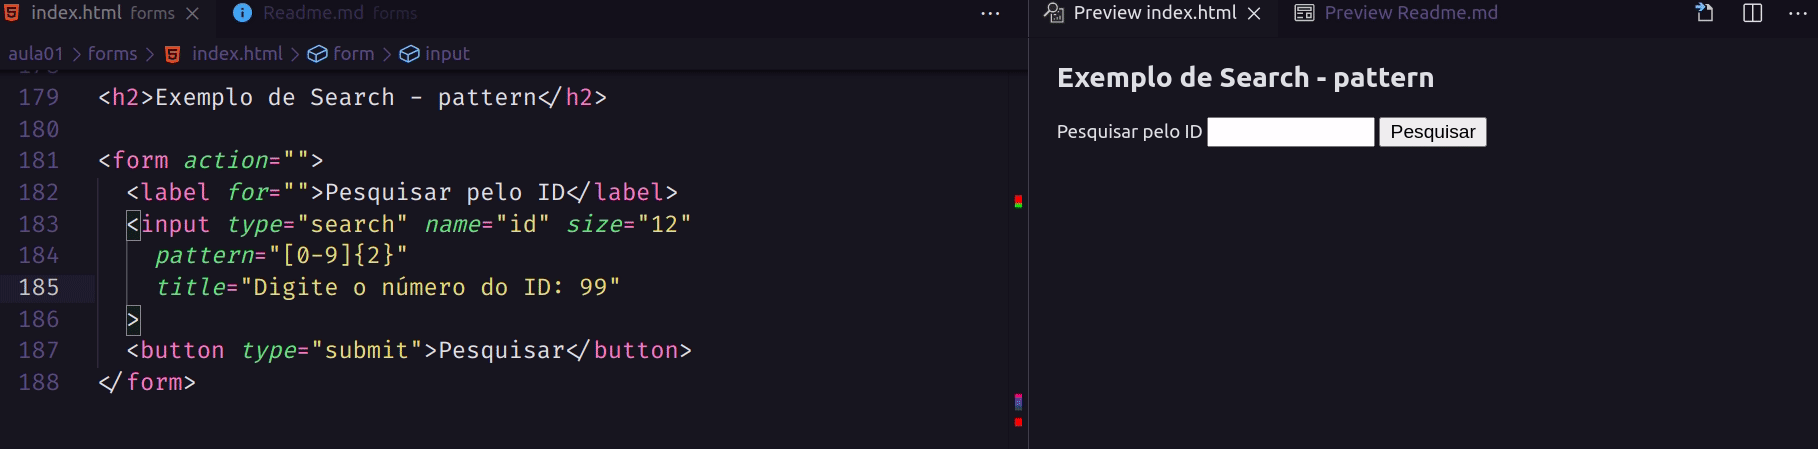 index.html forms
Readme.md forms
Preview index.html
Preview Readme.md
aula01 > forms > index.html > form > input
178
179 <h2>Exemplo de Search - pattern</h2>
180
181 <form action="">
182 <label for="">Pesquisar pelo ID</label>
183 <input type="search" name="id" size="12"
184 pattern="[0-9]{2}"
185 title="Digite o número do ID: 99"
186 >
187 <button type="submit">Pesquisar</button>
188 </form>
Exemplo de Search - pattern
Pesquisar pelo ID Pesquisar